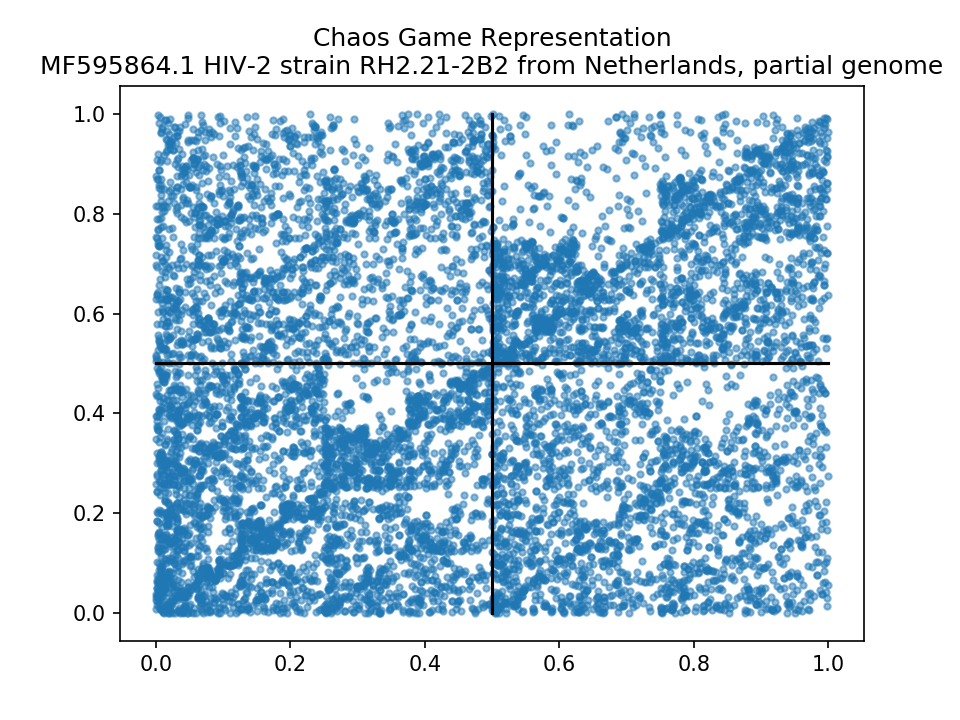 Chaos Game Representation
MF595864.1 HIV-2 strain RH2.21-2B2 from Netherlands, partial genome
1.0
0.8
0.6
0.4
0.2
0.0
0.0 0.2 0.4 0.6 0.8 1.0